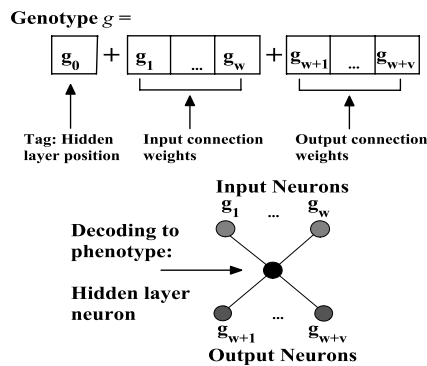 Genotype g =
g0 + g1 ... gw + gw+1 ... gw+v
Tag: Hidden layer position
Input connection weights
Output connection weights
Input Neurons
g1 ... gw
Decoding to phenotype:
Hidden layer neuron
gw+1 ... gw+v
Output Neurons